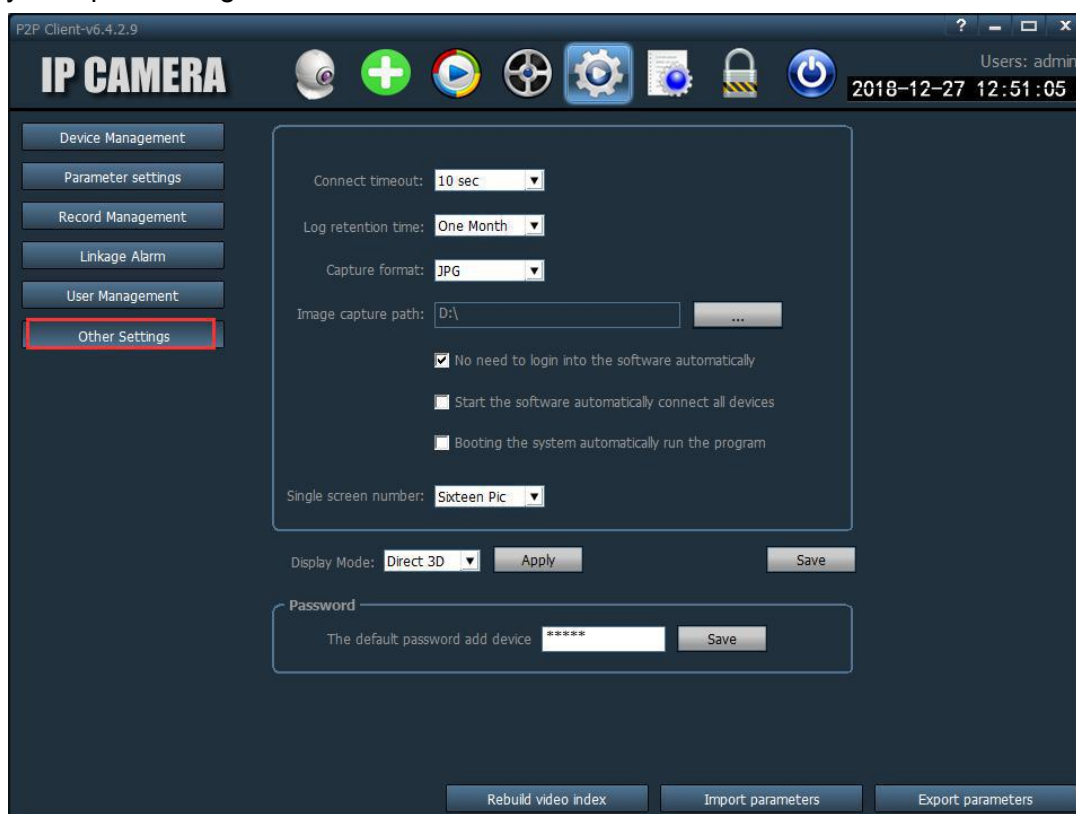 P2P Client-v6.4.2.9
IP CAMERA
Users: admin
2018-12-27 12:51:05
Device Management
Parameter settings
Record Management
Linkage Alarm
User Management
Other Settings
Connect timeout: 10 sec
Log retention time: One Month
Capture format: JPG
Image capture path: D:\ ...
No need to login into the software automatically
Start the software automatically connect all devices
Booting the system automatically run the program
Single screen number: Sixteen Pic
Display Mode: Direct 3D Apply Save
Password
The default password add device ***** Save
Rebuild video index Import parameters Export parameters